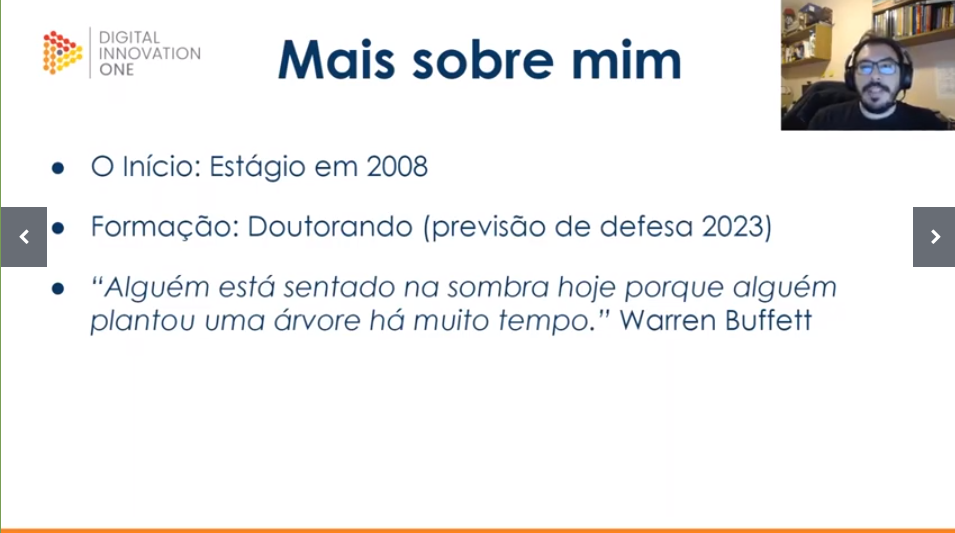 DIGITAL
INNOVATION
ONE
Mais sobre mim
● O Início: Estágio em 2008
● Formação: Doutorando (previsão de defesa 2023)
● “Alguém está sentado na sombra hoje porque alguém
plantou uma árvore há muito tempo.” Warren Buffett